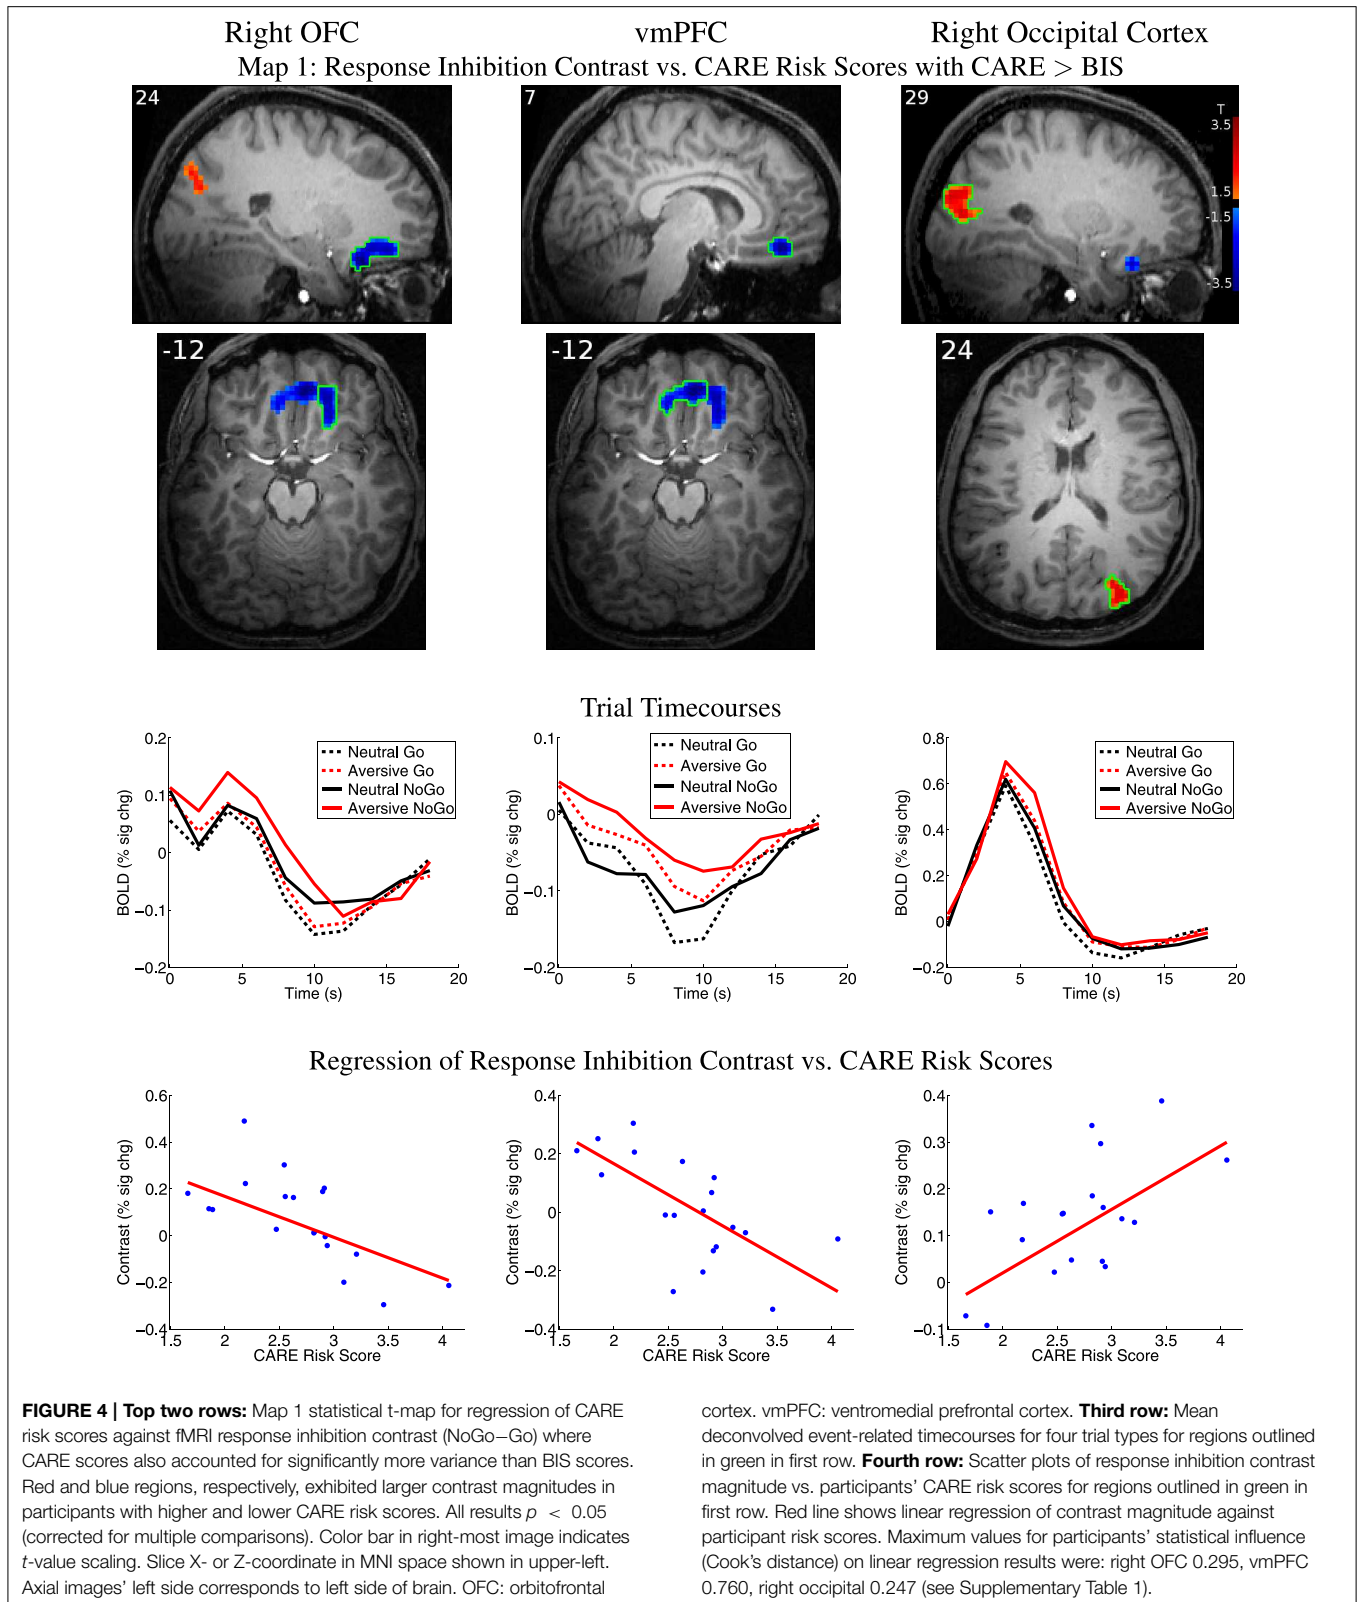 Right OFC
vmPFC
Right Occipital Cortex
Map 1: Response Inhibition Contrast vs. CARE Risk Scores with CARE > BIS
24
7
29
T
3.5
1.5
-1.5
-3.5
-12
-12
24
Trial Timecourses
0.2
0.1
0
−0.1
−0.2
BOLD (% sig chg)
0 5 10 15 20
Time (s)
Neutral Go
Aversive Go
Neutral NoGo
Aversive NoGo
0.1
0
−0.1
−0.2
BOLD (% sig chg)
0 5 10 15 20
Time (s)
Neutral Go
Aversive Go
Neutral NoGo
Aversive NoGo
0.8
0.6
0.4
0.2
0
−0.2
BOLD (% sig chg)
0 5 10 15 20
Time (s)
Neutral Go
Aversive Go
Neutral NoGo
Aversive NoGo
Regression of Response Inhibition Contrast vs. CARE Risk Scores
0.6
0.4
0.2
0
−0.2
−0.4
Contrast (% sig chg)
1.5 2 2.5 3 3.5 4
CARE Risk Score
0.4
0.2
0
−0.2
−0.4
Contrast (% sig chg)
1.5 2 2.5 3 3.5 4
CARE Risk Score
0.4
0.3
0.2
0.1
0
−0.1
Contrast (% sig chg)
1.5 2 2.5 3 3.5 4
CARE Risk Score
FIGURE 4 | Top two rows: Map 1 statistical t-map for regression of CARE
risk scores against fMRI response inhibition contrast (NoGo−Go) where
CARE scores also accounted for significantly more variance than BIS scores.
Red and blue regions, respectively, exhibited larger contrast magnitudes in
participants with higher and lower CARE risk scores. All results p < 0.05
(corrected for multiple comparisons). Color bar in right-most image indicates
t-value scaling. Slice X- or Z-coordinate in MNI space shown in upper-left.
Axial images' left side corresponds to left side of brain. OFC: orbitofrontal
cortex. vmPFC: ventromedial prefrontal cortex. Third row: Mean
deconvolved event-related timecourses for four trial types for regions outlined
in green in first row. Fourth row: Scatter plots of response inhibition contrast
magnitude vs. participants' CARE risk scores for regions outlined in green in
first row. Red line shows linear regression of contrast magnitude against
participant risk scores. Maximum values for participants' statistical influence
(Cook's distance) on linear regression results were: right OFC 0.295, vmPFC
0.760, right occipital 0.247 (see Supplementary Table 1).